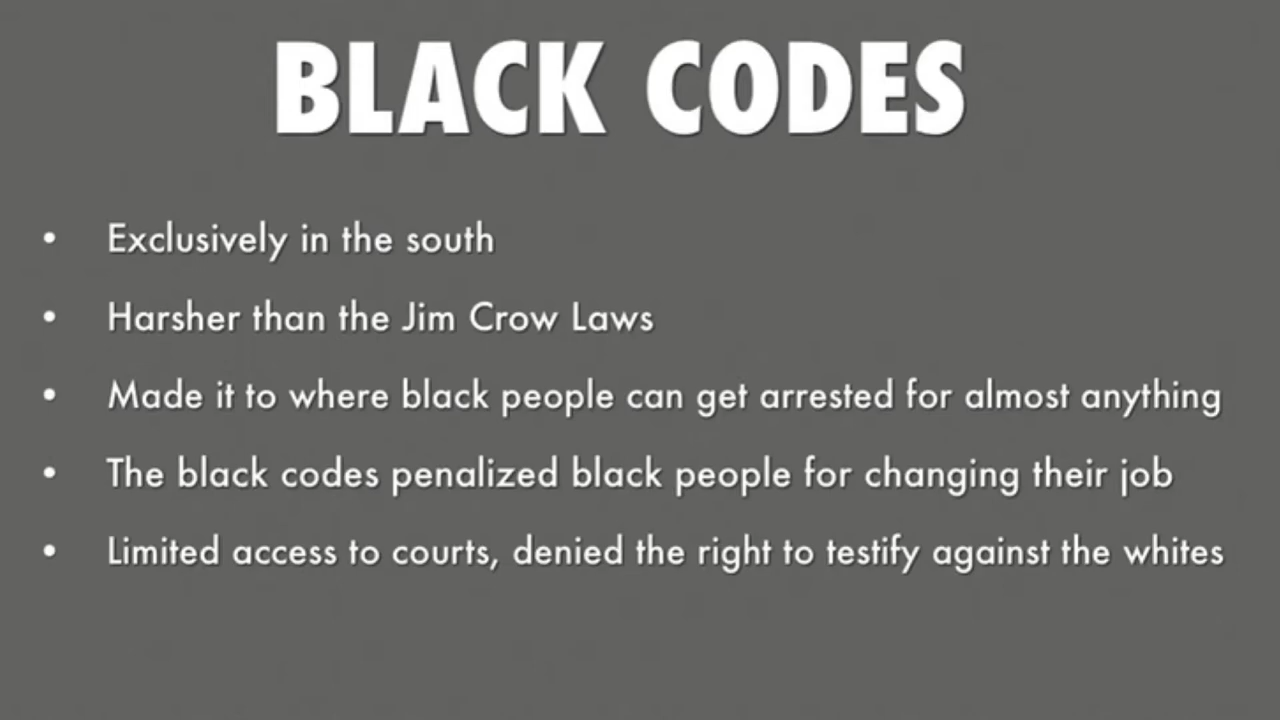 BLACK CODES
• Exclusively in the south
• Harsher than the Jim Crow Laws
• Made it to where black people can get arrested for almost anything
• The black codes penalized black people for changing their job
• Limited access to courts, denied the right to testify against the whites